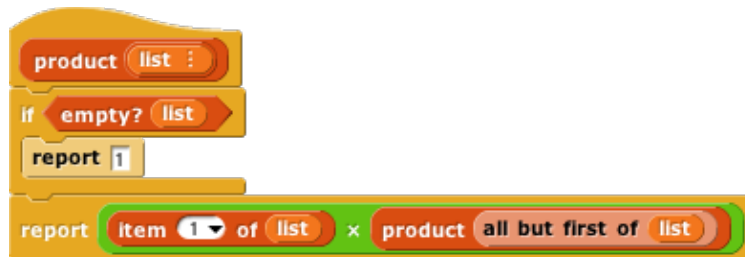 product list ⋮
if empty? list
report 1
report item 1 of list × product all but first of list